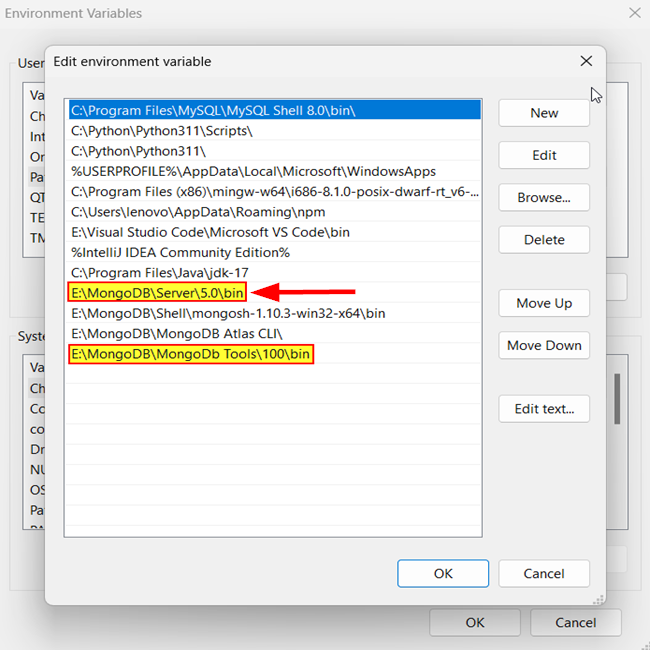 Environment Variables
Edit environment variable
User
Va
Ch
Int
On
Pa
QT
TE
TM
C:\Program Files\MySQL\MySQL Shell 8.0\bin\
C:\Python\Python311\Scripts\
C:\Python\Python311\
%USERPROFILE%\AppData\Local\Microsoft\WindowsApps
C:\Program Files (x86)\mingw-w64\i686-8.1.0-posix-dwarf-rt_v6-...
C:\Users\lenovo\AppData\Roaming\npm
E:\Visual Studio Code\Microsoft VS Code\bin
%IntelliJ IDEA Community Edition%
C:\Program Files\Java\jdk-17
E:\MongoDB\Server\5.0\bin
E:\MongoDB\Shell\mongosh-1.10.3-win32-x64\bin
E:\MongoDB\MongoDB Atlas CLI\
E:\MongoDB\MongoDb Tools\100\bin
New
Edit
Browse...
Delete
Move Up
Move Down
Edit text...
Syste
Va
Ch
Co
co
Dr
NU
OS
Pa
OK
Cancel
OK
Cancel